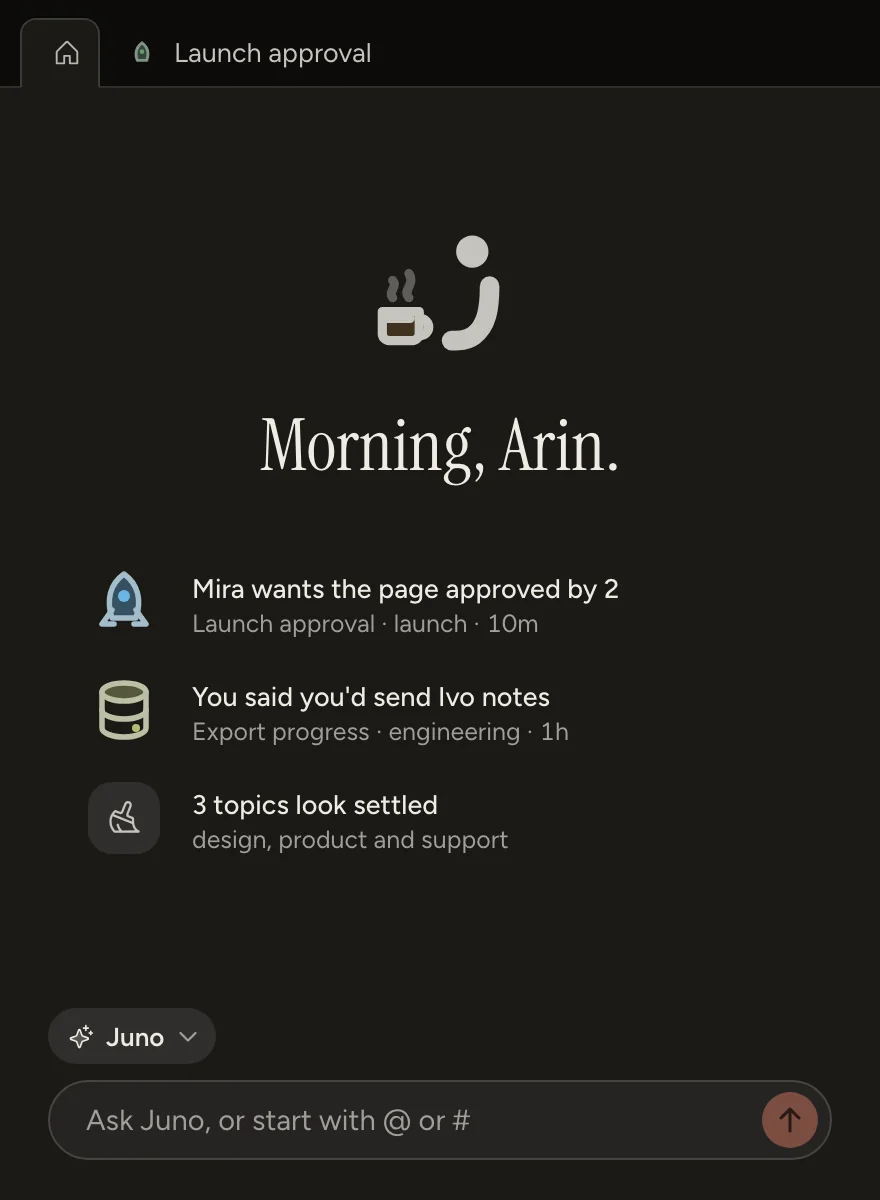 Launch approval
Morning, Arin.
Mira wants the page approved by 2
Launch approval · launch · 10m
You said you'd send Ivo notes
Export progress · engineering · 1h
3 topics look settled
design, product and support
Juno
Ask Juno, or start with @ or #